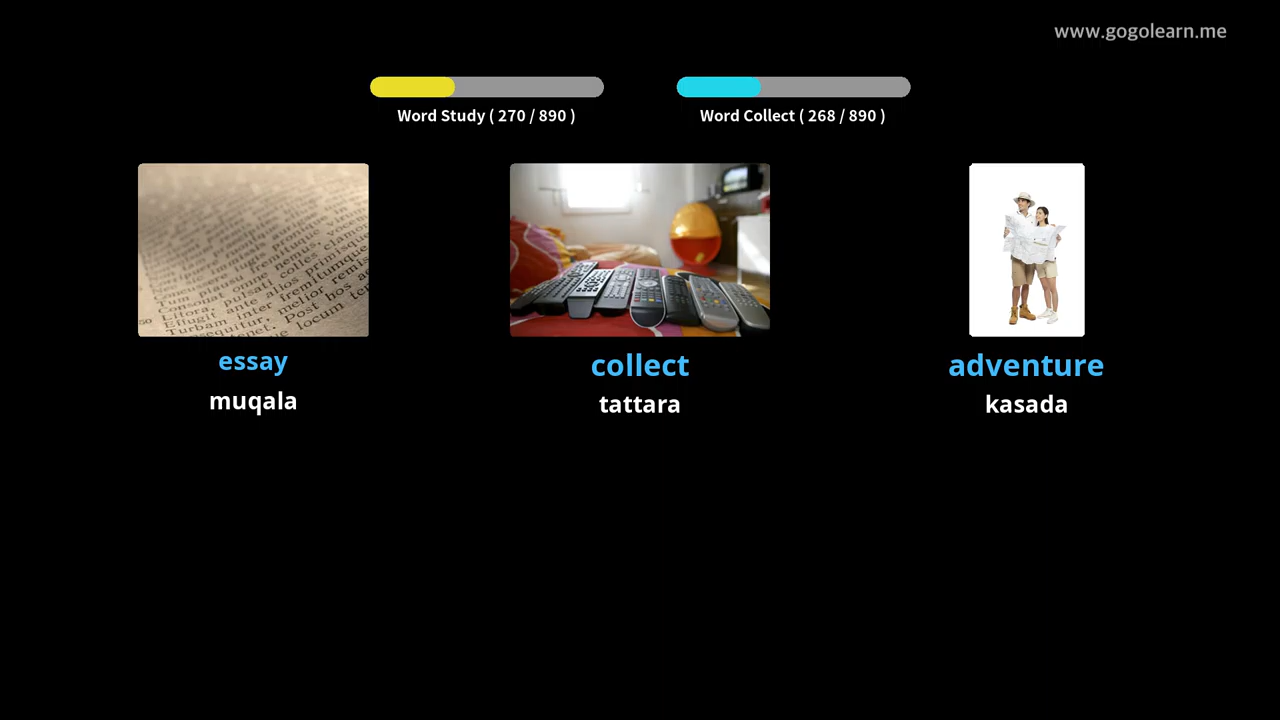 www.gogolearn.me
Word Study ( 270 / 890 )
Word Collect ( 268 / 890 )
essay
collect
adventure
muqala
tattara
kasada